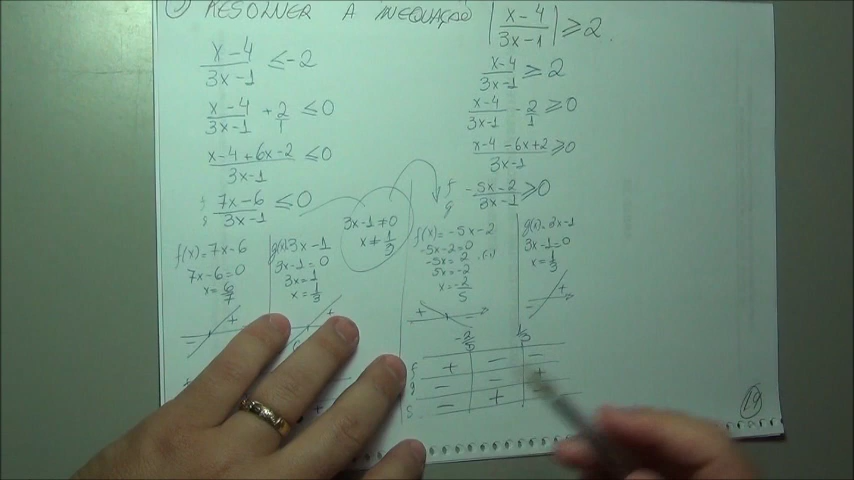 RESOLVER A INEQUAÇÃO |x-4/3x-1| ≥ 2
x-4/3x-1 ≤ -2
x-4/3x-1 + 2/1 ≤ 0
x-4+6x-2/3x-1 ≤ 0
f 7x-6/g 3x-1 ≤ 0
3x-1≠0
x≠1/3
f(x)=7x-6
7x-6=0
x=6/7
g(x)=3x-1
3x-1=0
3x=1
x=1/3
- +
+
x-4/3x-1 ≥ 2
x-4/3x-1 - 2/1 ≥ 0
x-4-6x+2/3x-1 ≥ 0
f -5x-2/g 3x-1 ≥ 0
f(x)=-5x-2
-5x-2=0
-5x=2 .(-1)
5x=-2
x=-2/5
g(x)=3x-1
3x-1=0
x=1/3
+ -
- +
-2/5 1/3
f + - -
g - - +
S - + -
19